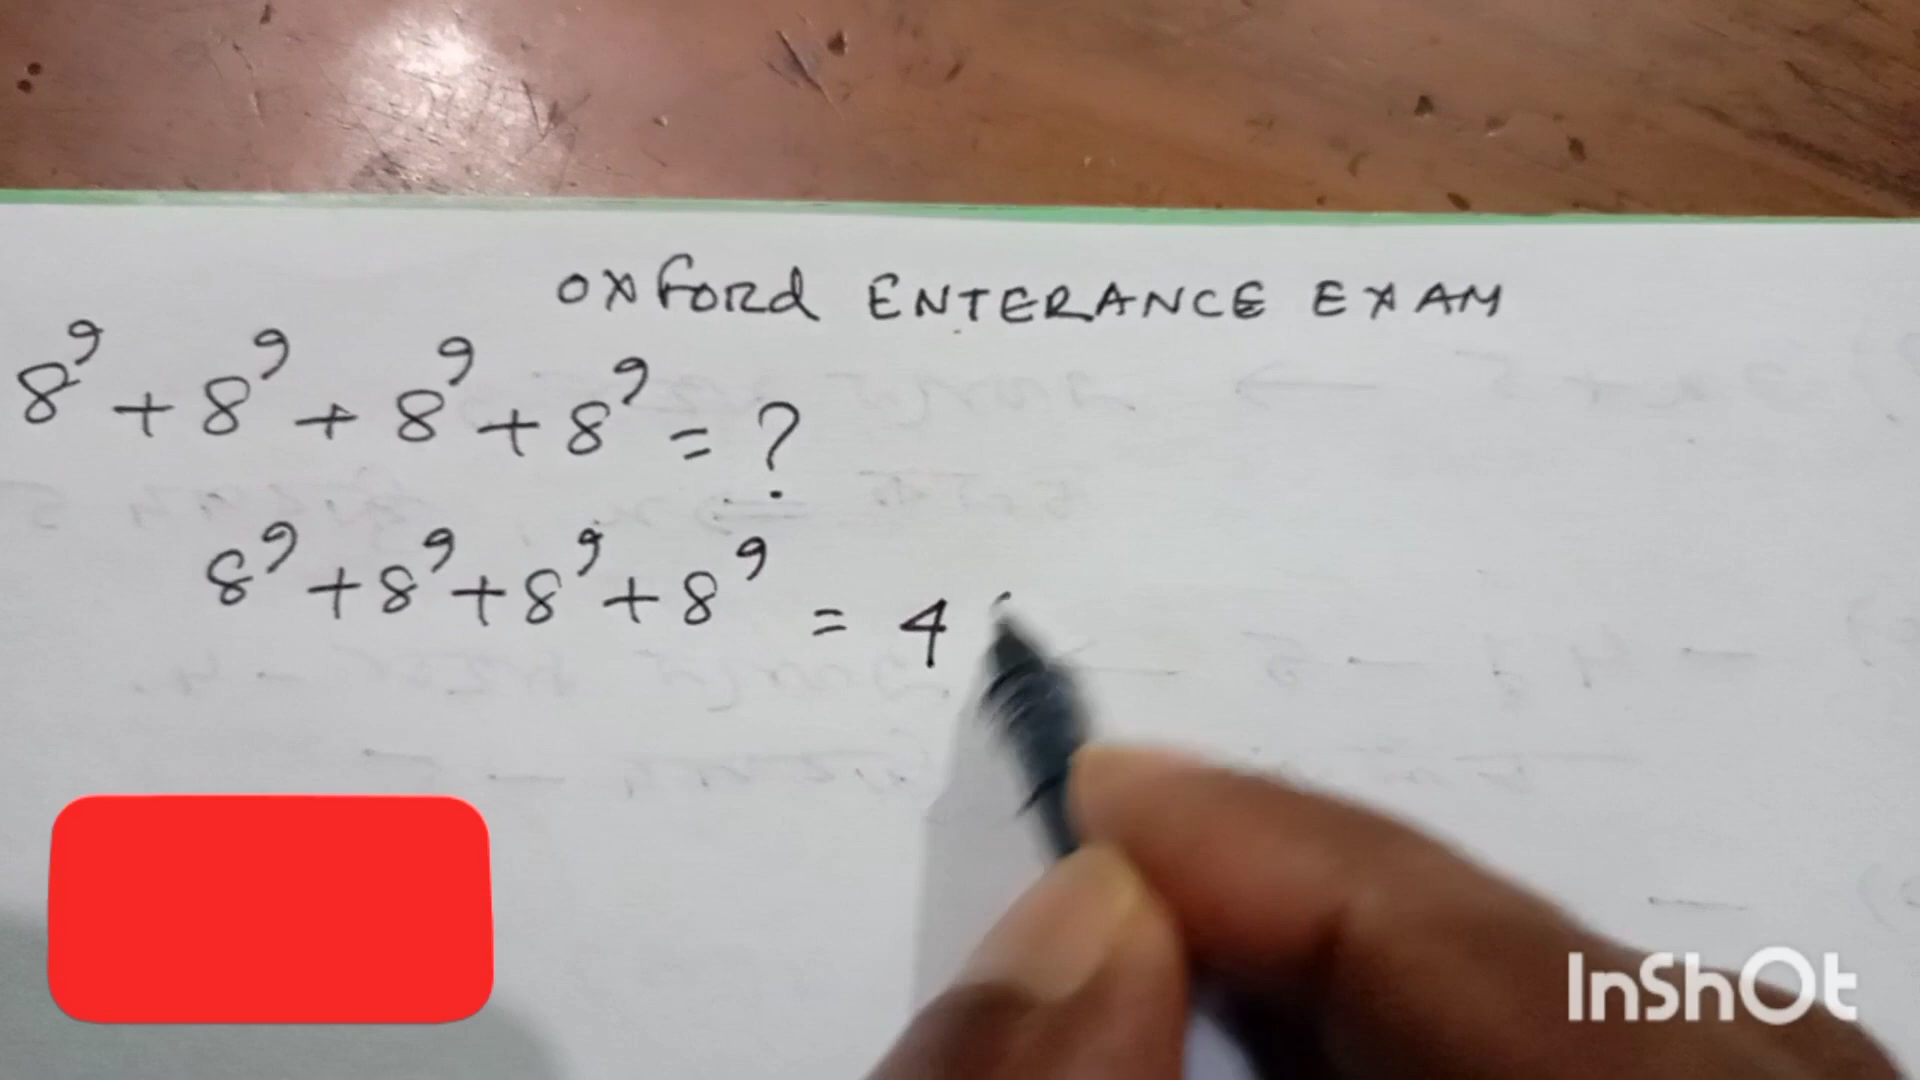 Oxford ENTERANCE EXAM
8⁹ + 8⁹ + 8⁹ + 8⁹ = ?
8⁹ + 8⁹ + 8⁹ + 8⁹ = 4
InShOt